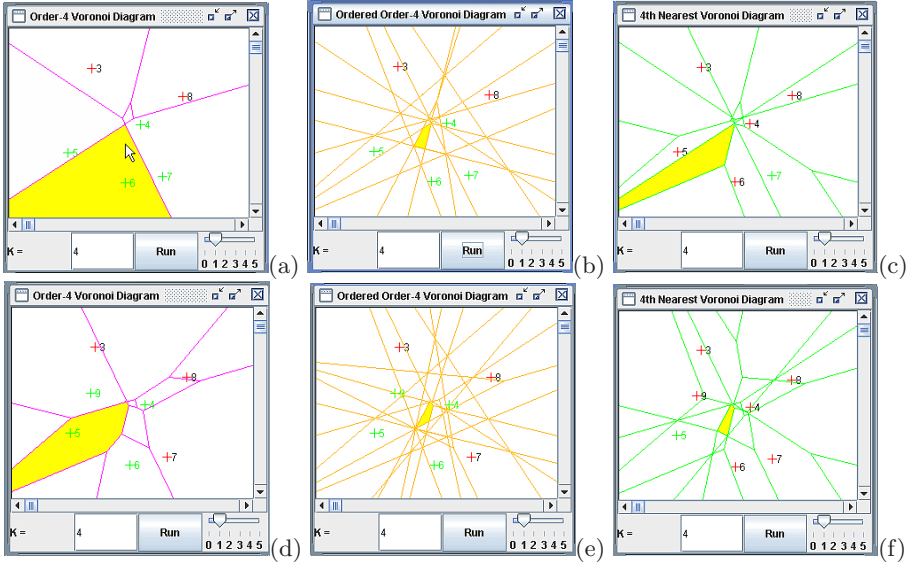 Order-4 Voronoi Diagram
3
8
4
5
7
6
K =
4
Run
0 1 2 3 4 5
(a)
Ordered Order-4 Voronoi Diagram
3
8
4
5
7
6
K =
4
Run
0 1 2 3 4 5
(b)
4th Nearest Voronoi Diagram
3
8
4
5
7
6
K =
4
Run
0 1 2 3 4 5
(c)
Order-4 Voronoi Diagram
3
8
9
4
5
7
6
K =
4
Run
0 1 2 3 4 5
(d)
Ordered Order-4 Voronoi Diagram
3
8
9
4
5
7
6
K =
4
Run
0 1 2 3 4 5
(e)
4th Nearest Voronoi Diagram
3
8
9
4
5
7
6
K =
4
Run
0 1 2 3 4 5
(f)